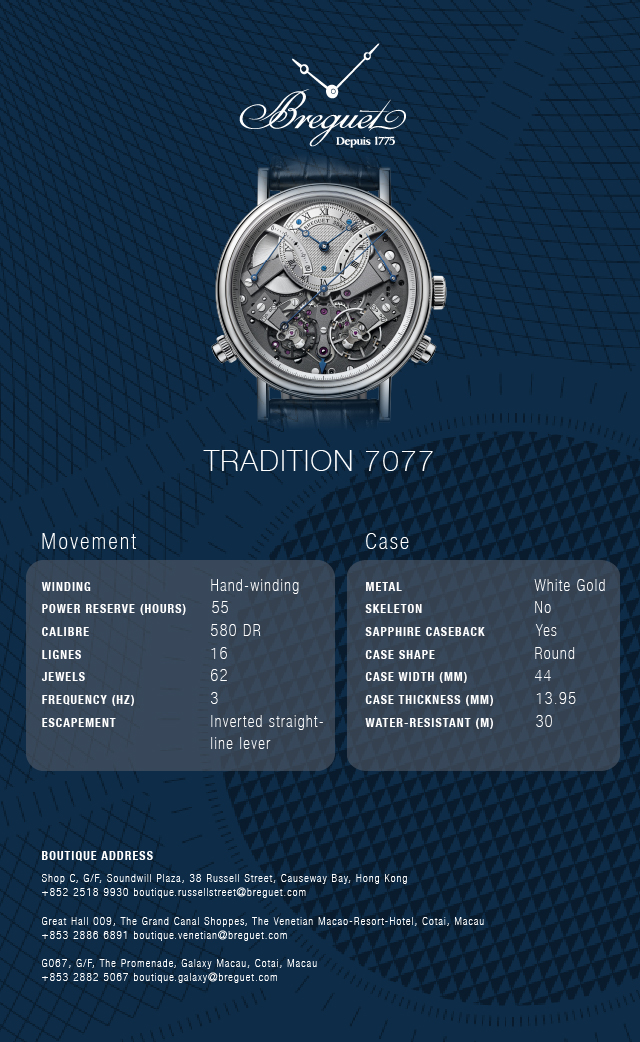 Breguet
Depuis 1775
TRADITION 7077
Movement
WINDING Hand-winding
POWER RESERVE (HOURS) 55
CALIBRE 580 DR
LIGNES 16
JEWELS 62
FREQUENCY (HZ) 3
ESCAPEMENT Inverted straight-
line lever
Case
METAL White Gold
SKELETON No
SAPPHIRE CASEBACK Yes
CASE SHAPE Round
CASE WIDTH (MM) 44
CASE THICKNESS (MM) 13.95
WATER-RESISTANT (M) 30
BOUTIQUE ADDRESS
Shop C, G/F, Soundwill Plaza, 38 Russell Street, Causeway Bay, Hong Kong
+852 2518 9930 boutique.russellstreet@breguet.com
Great Hall 009, The Grand Canal Shoppes, The Venetian Macao-Resort-Hotel, Cotai, Macau
+853 2886 6891 boutique.venetian@breguet.com
G067, G/F, The Promenade, Galaxy Macau, Cotai, Macau
+853 2882 5067 boutique.galaxy@breguet.com